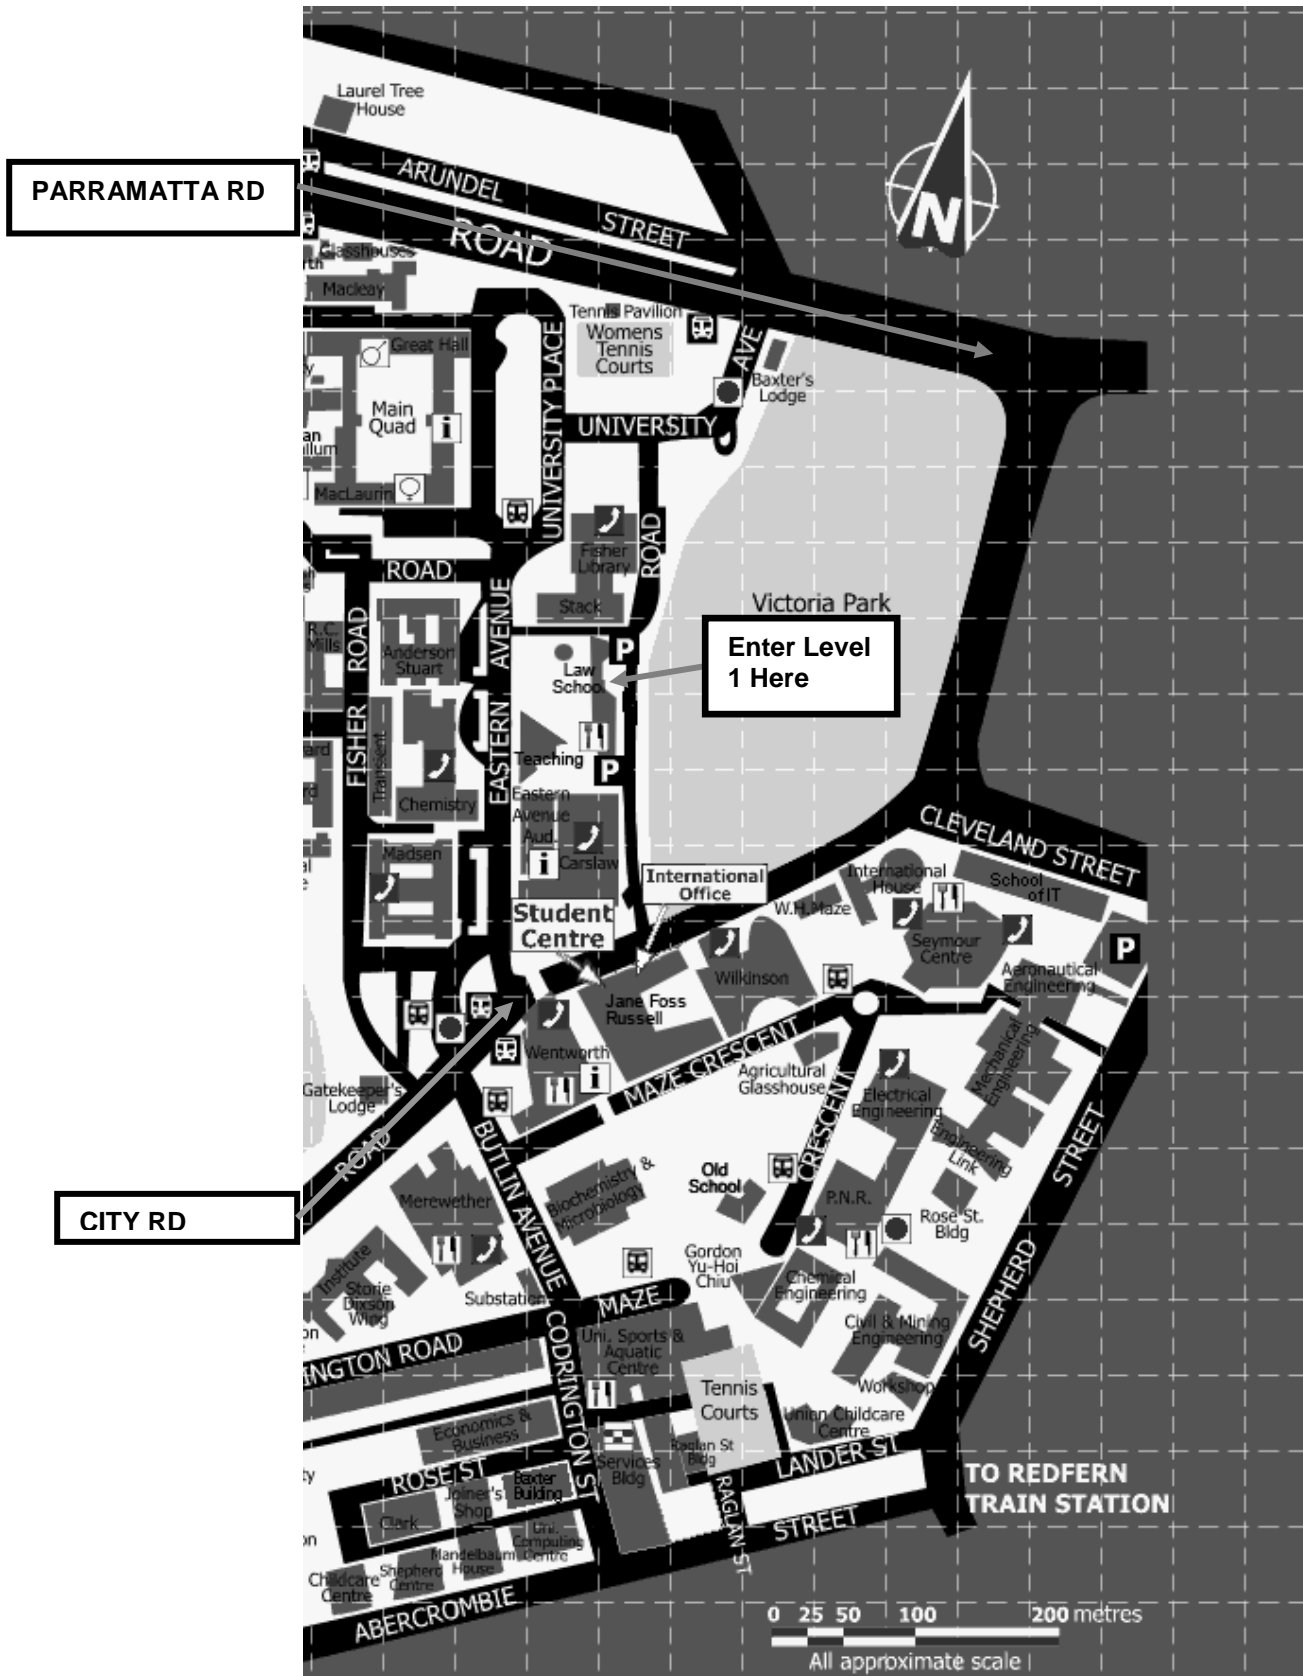 Laurel Tree
House
PARRAMATTA RD
ARUNDEL
STREET
ROAD
Glasshouses
rth
Macleay
N
Tennis Pavilion
Womens
Tennis
Courts
AVE
Baxter's
Lodge
Great Hall
Main
Quad
i
UNIVERSITY PLACE
UNIVERSITY
MacLaurin
Fisher
Library
ROAD
ROAD
Stack
Victoria Park
R.C.
Mills
FISHER ROAD
Anderson
Stuart
EASTERN AVENUE
P
Law
School
Enter Level
1 Here
Transient
Teaching
P
Chemistry
Eastern
Avenue
Aud.
Carslaw
i
Madsen
CLEVELAND STREET
International
House
School
of IT
International
Office
W.H.Maze
Student
Centre
Seymour
Centre
P
Wilkinson
Aeronautical
Engineering
Jane Foss
Russell
Wentworth
i
MAZE CRESCENT
Agricultural
Glasshouse
Mechanical
Engineering
Electrical
Engineering
Gatekeeper's
Lodge
ROAD
BUTLIN AVENUE
CRESCENT
Engineering
Link
STREET
Biochemistry &
Microbiology
Old
School
Merewether
P.N.R.
Rose St.
Bldg
CITY RD
Institute
Storie
Dixson
Wing
Gordon
Yu-Hoi
Chiu
Chemical
Engineering
SHEPHERD
Substation
MAZE
Civil & Mining
Engineering
INGTON ROAD
CODRINGTON ST
Uni. Sports &
Aquatic
Centre
Workshop
Tennis
Courts
Union Childcare
Centre
Economics &
Business
Raglan St
Bldg
Services
Bldg
LANDER ST
ROSE ST
Joiner's
Shop
Baxter
Building
RAGLAN ST
TO REDFERN
TRAIN STATION
Clark
Uni.
Computing
Centre
STREET
Mandelbaum
House
Childcare
Centre
Shepherd
Centre
ABERCROMBIE
0 25 50 100 200 metres
All approximate scale